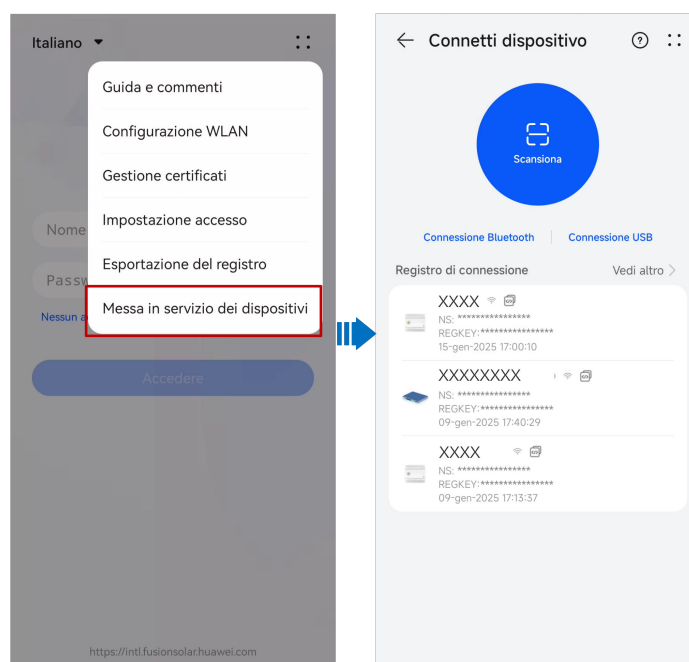 Italiano
Guida e commenti
Configurazione WLAN
Gestione certificati
Impostazione accesso
Nome
Esportazione del registro
Passw
Messa in servizio dei dispositivi
Nessun a
Accedere
https://intl.fusionsolar.huawei.com
Connetti dispositivo
Scansiona
Connessione Bluetooth Connessione USB
Registro di connessione Vedi altro
XXXX
NS: ****************
REGKEY:****************
15-gen-2025 17:00:10
XXXXXXXX
NS: ****************
REGKEY:****************
09-gen-2025 17:40:29
XXXX
NS: ****************
REGKEY:****************
09-gen-2025 17:13:37